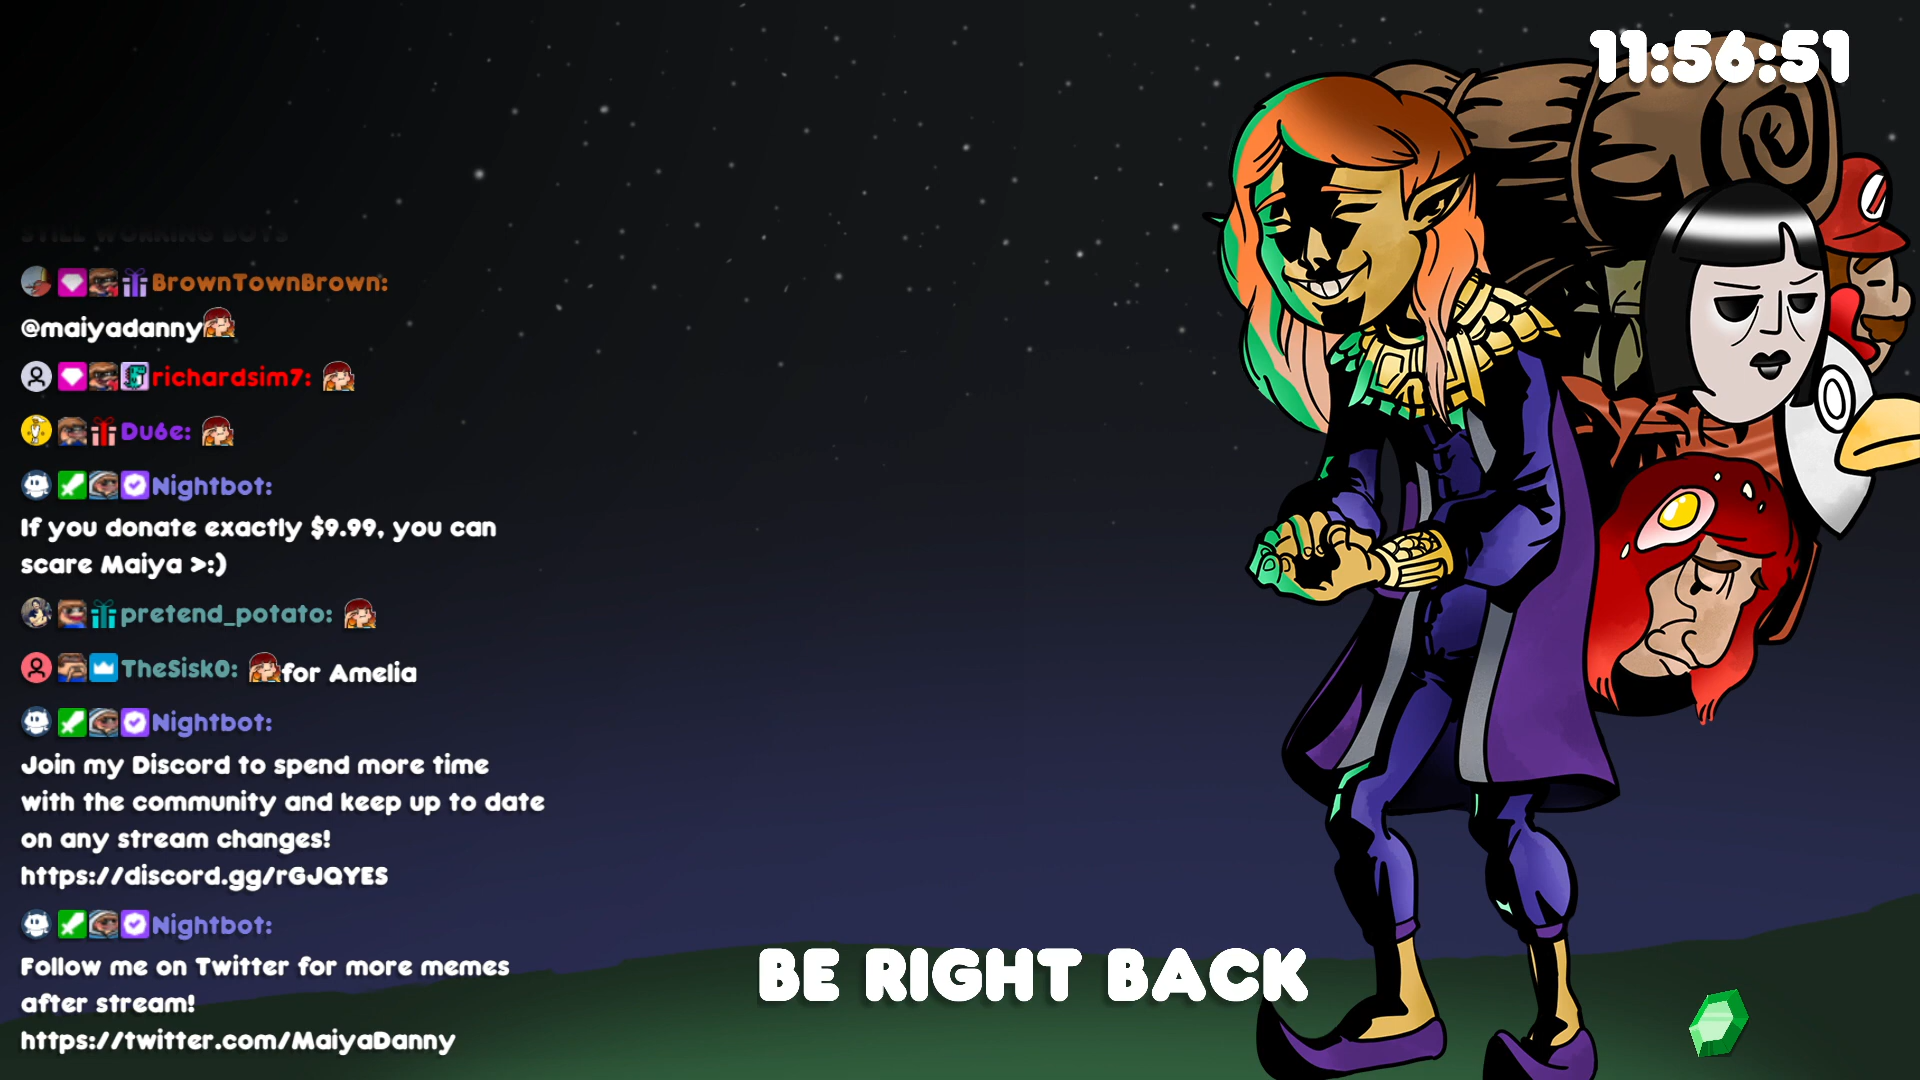 11:56:51
STILL WORKING BOYS
BrownTownBrown:
@maiyadanny
richardsim7:
Du6e:
Nightbot:
If you donate exactly $9.99, you can
scare Maiya >:)
pretend_potato:
TheSisk0: for Amelia
Nightbot:
Join my Discord to spend more time
with the community and keep up to date
on any stream changes!
https://discord.gg/rGJQYES
Nightbot:
Follow me on Twitter for more memes
after stream!
https://twitter.com/MaiyaDanny
BE RIGHT BACK